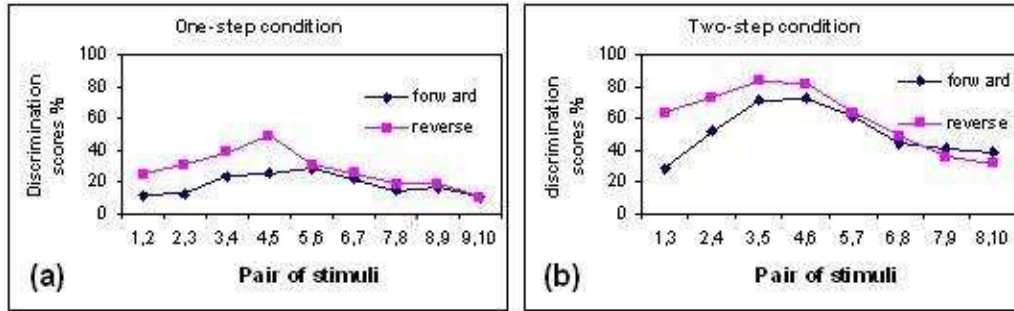 One-step condition
Discrimination
scores %
100
80
60
40
20
0
forw ard
reverse
1,2 2,3 3,4 4,5 5,6 6,7 7,8 8,9 9,10
Pair of stimuli
(a)
Two-step condition
discrimination
scores %
100
80
60
40
20
0
forw ard
reverse
1,3 2,4 3,5 4,6 5,7 6,8 7,9 8,10
Pair of stimuli
(b)